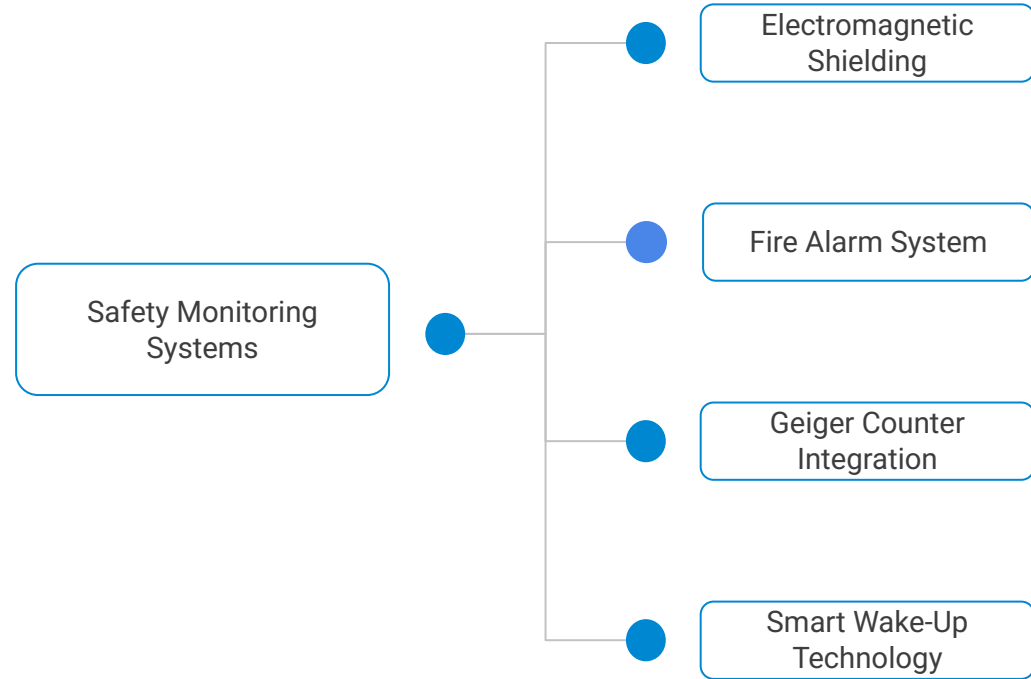 Electromagnetic
Shielding
Fire Alarm System
Safety Monitoring
Systems
Geiger Counter
Integration
Smart Wake-Up
Technology